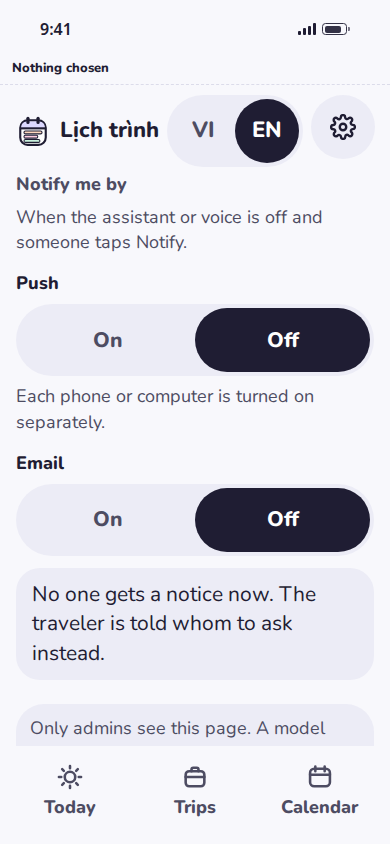 9:41
Nothing chosen
Lịch trình
VI
EN
Notify me by
When the assistant or voice is off and
someone taps Notify.
Push
On
Off
Each phone or computer is turned on
separately.
Email
On
Off
No one gets a notice now. The
traveler is told whom to ask
instead.
Only admins see this page. A model
Today
Trips
Calendar